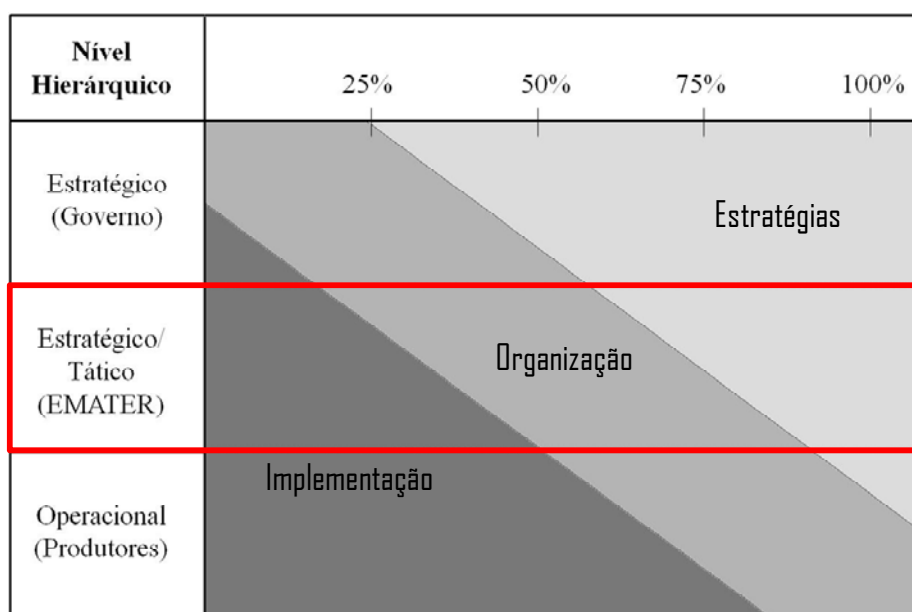 Nível
Hierárquico
25%
50%
75%
100%
Estratégico
(Governo)
Estratégias
Estratégico/
Tático
(EMATER)
Organização
Implementação
Operacional
(Produtores)